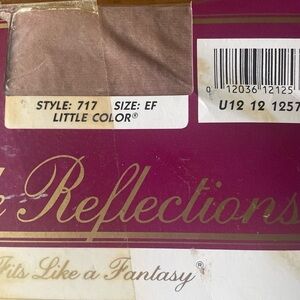 STYLE: 717 SIZE: EF
LITTLE COLOR®
0 12036 12125
U12 12 1257
Reflections
Fits Like a Fantasy®